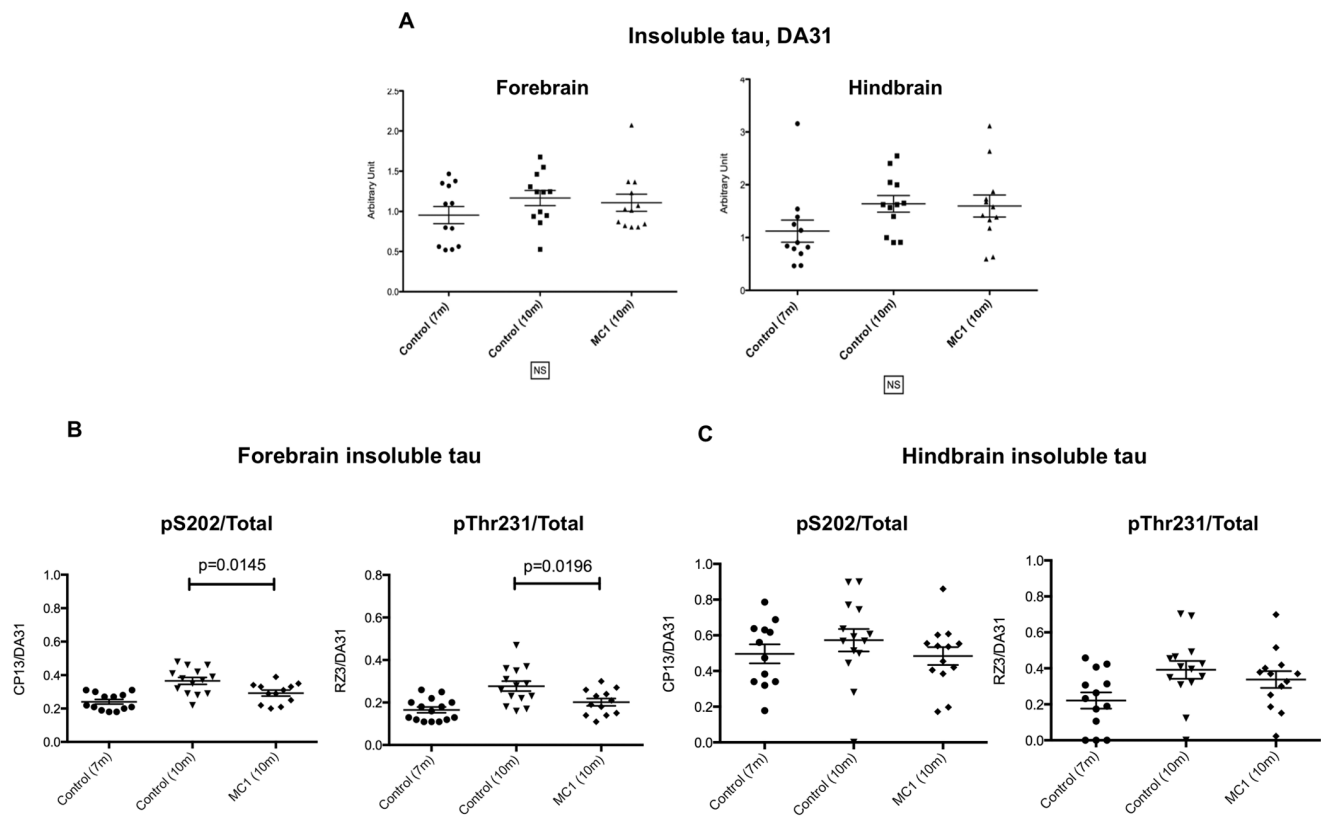 A
Insoluble tau, DA31
Forebrain
2.5
2.0
1.5
1.0
0.5
0.0
Arbitrary Unit
Control (7m)
Control (10m)
MC1 (10m)
NS
Hindbrain
4
3
2
1
0
Arbitrary Unit
Control (7m)
Control (10m)
MC1 (10m)
NS
B
Forebrain insoluble tau
pS202/Total
p=0.0145
1.0
0.8
0.6
0.4
0.2
0.0
CP13/DA31
Control (7m)
Control (10m)
MC1 (10m)
pThr231/Total
p=0.0196
0.8
0.6
0.4
0.2
0.0
RZ3/DA31
Control (7m)
Control (10m)
MC1 (10m)
C
Hindbrain insoluble tau
pS202/Total
1.0
0.8
0.6
0.4
0.2
0.0
CP13/DA31
Control (7m)
Control (10m)
MC1 (10m)
pThr231/Total
1.0
0.8
0.6
0.4
0.2
0.0
RZ3/DA31
Control (7m)
Control (10m)
MC1 (10m)